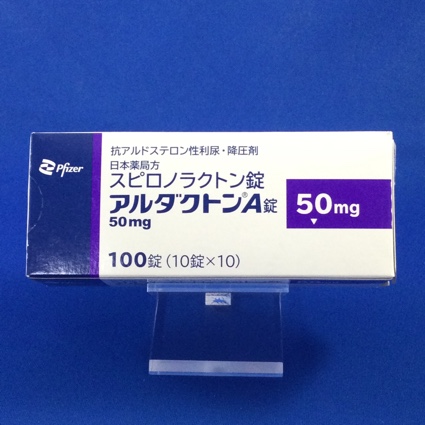 Pfizer
抗アルドステロン性利尿・降圧剤
日本薬局方
スピロノラクトン錠
アルダクトン®A錠
50mg
50mg
100錠（10錠×10）